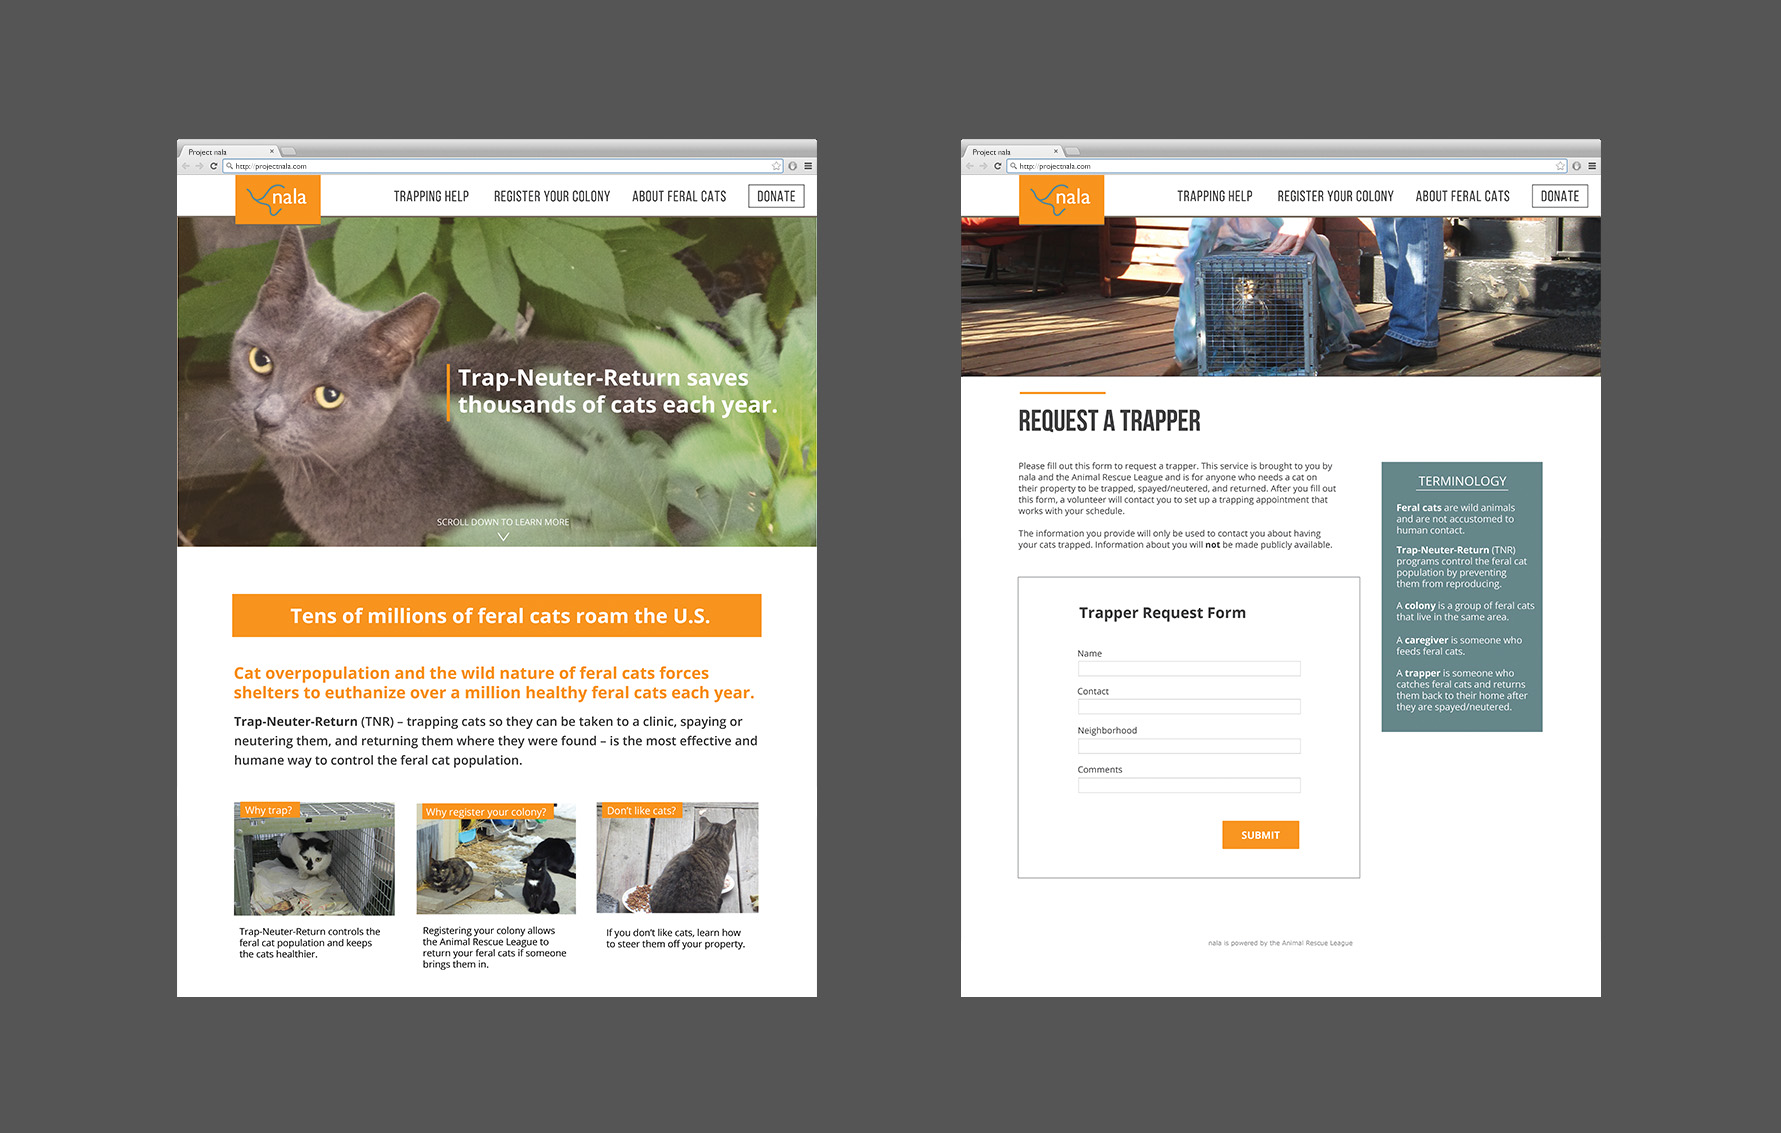 Project nala
http://projectnala.com
nala
TRAPPING HELP
REGISTER YOUR COLONY
ABOUT FERAL CATS
DONATE
Trap-Neuter-Return saves
thousands of cats each year.
SCROLL DOWN TO LEARN MORE
Tens of millions of feral cats roam the U.S.
Cat overpopulation and the wild nature of feral cats forces
shelters to euthanize over a million healthy feral cats each year.
Trap-Neuter-Return (TNR) – trapping cats so they can be taken to a clinic, spaying or
neutering them, and returning them where they were found – is the most effective and
humane way to control the feral cat population.
Why trap?
Trap-Neuter-Return controls the
feral cat population and keeps
the cats healthier.
Why register your colony?
Registering your colony allows
the Animal Rescue League to
return your feral cats if someone
brings them in.
Don't like cats?
If you don't like cats, learn how
to steer them off your property.
Project nala
http://projectnala.com
nala
TRAPPING HELP
REGISTER YOUR COLONY
ABOUT FERAL CATS
DONATE
REQUEST A TRAPPER
Please fill out this form to request a trapper. This service is brought to you by
nala and the Animal Rescue League and is for anyone who needs a cat on
their property to be trapped, spayed/neutered, and returned. After you fill out
this form, a volunteer will contact you to set up a trapping appointment that
works with your schedule.
The information you provide will only be used to contact you about having
your cats trapped. Information about you will not be made publicly available.
Trapper Request Form
Name
Contact
Neighborhood
Comments
SUBMIT
TERMINOLOGY
Feral cats are wild animals
and are not accustomed to
human contact.
Trap-Neuter-Return (TNR)
programs control the feral cat
population by preventing
them from reproducing.
A colony is a group of feral cats
that live in the same area.
A caregiver is someone who
feeds feral cats.
A trapper is someone who
catches feral cats and returns
them back to their home after
they are spayed/neutered.
nala is powered by the Animal Rescue League